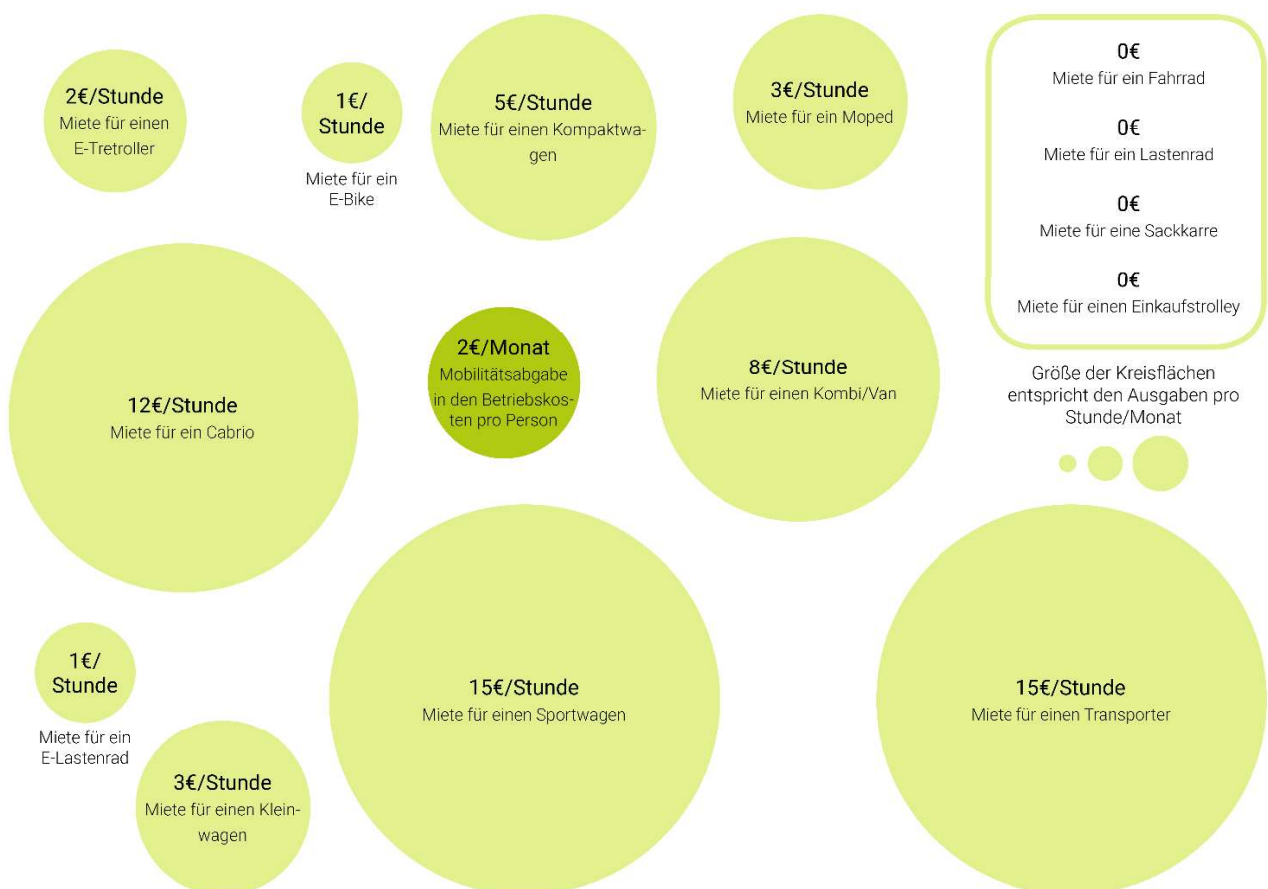 2€/Stunde
Miete für einen
E-Tretroller
1€/
Stunde
Miete für ein
E-Bike
5€/Stunde
Miete für einen Kompaktwa-
gen
3€/Stunde
Miete für ein Moped
0€
Miete für ein Fahrrad
0€
Miete für ein Lastenrad
0€
Miete für eine Sackkarre
0€
Miete für einen Einkaufstrolley
12€/Stunde
Miete für ein Cabrio
2€/Monat
Mobilitätsabgabe
in den Betriebskos-
ten pro Person
8€/Stunde
Miete für einen Kombi/Van
Größe der Kreisflächen
entspricht den Ausgaben pro
Stunde/Monat
1€/
Stunde
Miete für ein
E-Lastenrad
3€/Stunde
Miete für einen Klein-
wagen
15€/Stunde
Miete für einen Sportwagen
15€/Stunde
Miete für einen Transporter